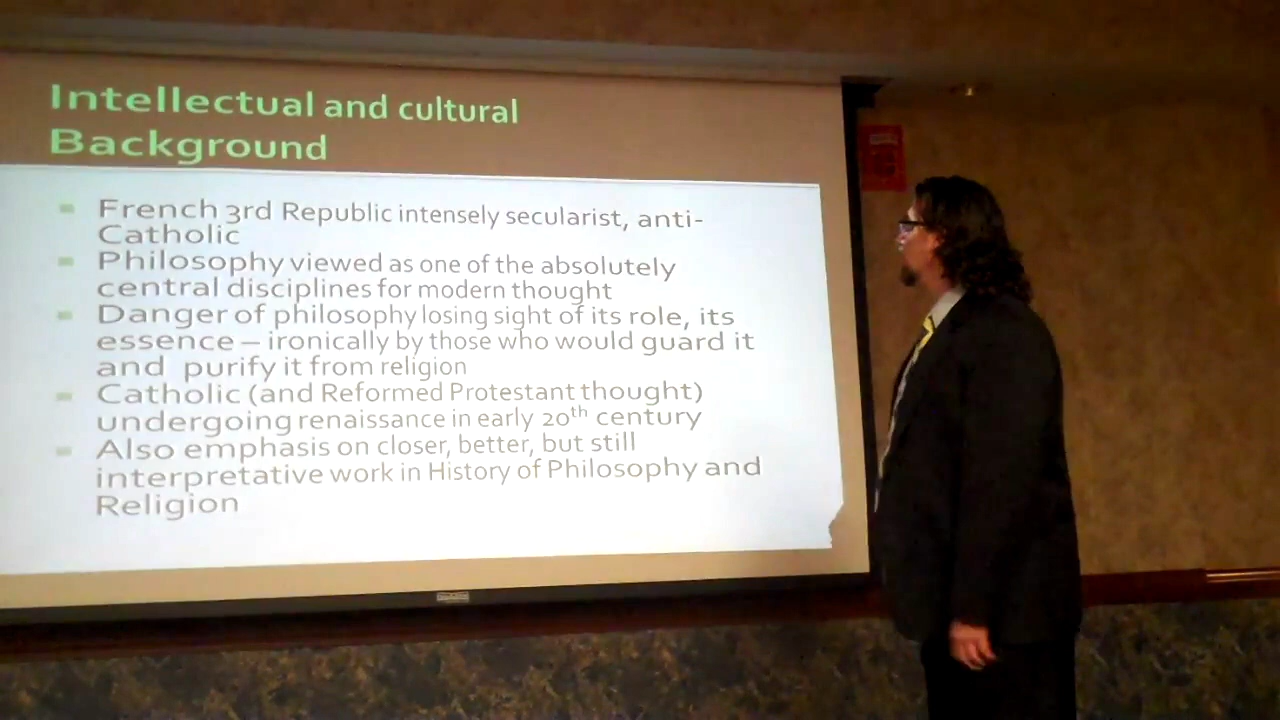 Intellectual and cultural
Background
French 3rd Republic intensely secularist, anti-
Catholic
Philosophy viewed as one of the absolutely
central disciplines for modern thought
Danger of philosophy losing sight of its role, its
essence – ironically by those who would guard it
and purify it from religion
Catholic (and Reformed Protestant thought)
undergoing renaissance in early 20th century
Also emphasis on closer, better, but still
interpretative work in History of Philosophy and
Religion